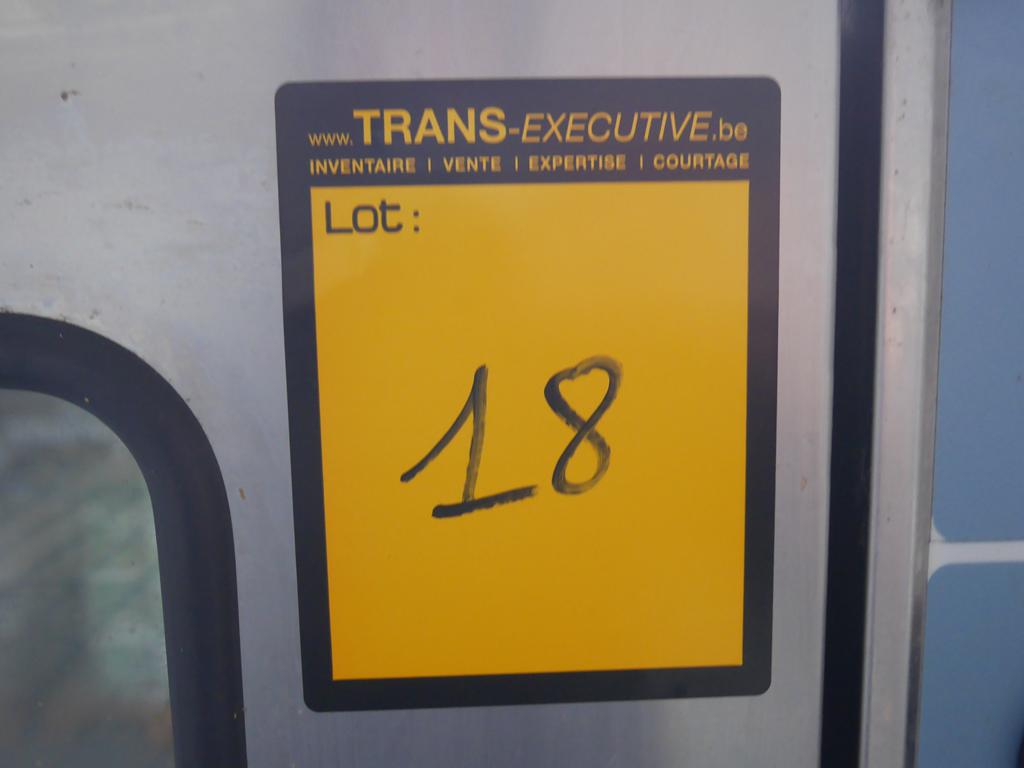 www.TRANS-EXECUTIVE.be
INVENTAIRE | VENTE | EXPERTISE | COURTAGE
Lot:
18